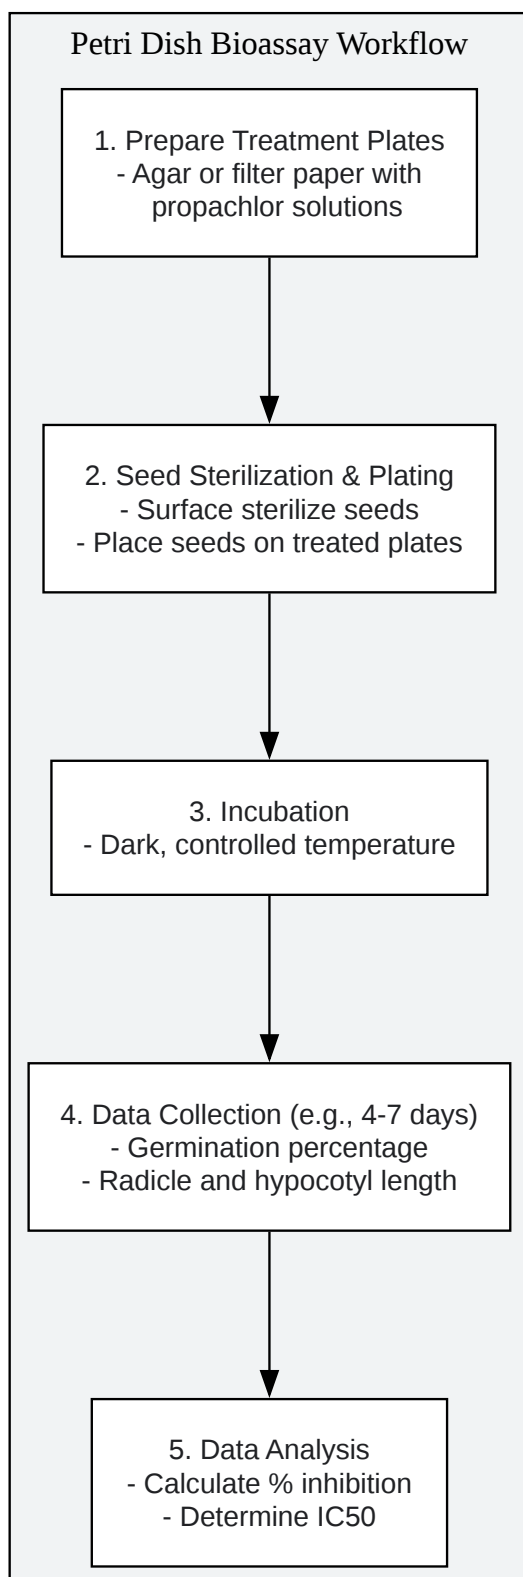 Petri Dish Bioassay Workflow
1. Prepare Treatment Plates
- Agar or filter paper with
propachlor solutions
2. Seed Sterilization & Plating
- Surface sterilize seeds
- Place seeds on treated plates
3. Incubation
- Dark, controlled temperature
4. Data Collection (e.g., 4-7 days)
- Germination percentage
- Radicle and hypocotyl length
5. Data Analysis
- Calculate % inhibition
- Determine IC50